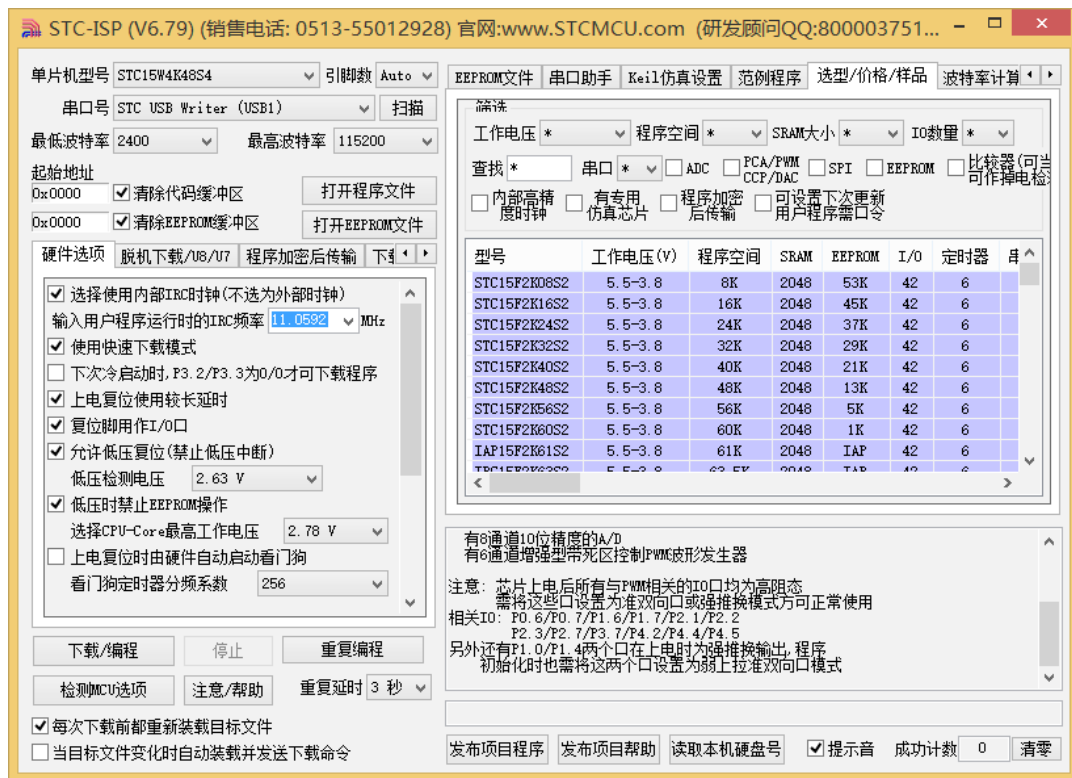 STC-ISP (V6.79) (销售电话: 0513-55012928) 官网:www.STCMCU.com (研发顾问QQ:800003751...
单片机型号 STC15W4K48S4 引脚数 Auto
串口号 STC USB Writer (USB1) 扫描
最低波特率 2400 最高波特率 115200
起始地址
0x0000 清除代码缓冲区 打开程序文件
0x0000 清除EEPROM缓冲区 打开EEPROM文件
硬件选项 脱机下载/U8/U7 程序加密后传输
选择使用内部IRC时钟(不选为外部时钟)
输入用户程序运行时的IRC频率 11.0592 MHz
使用快速下载模式
下次冷启动时,P3.2/P3.3为0/0才可下载程序
上电复位使用较长延时
复位脚用作I/O口
允许低压复位(禁止低压中断)
低压检测电压 2.63 V
低压时禁止EEPROM操作
选择CPU-Core最高工作电压 2.78 V
上电复位时由硬件自动启动看门狗
看门狗定时器分频系数 256
下载/编程 停止 重复编程
检测MCU选项 注意/帮助 重复延时 3 秒
每次下载前都重新装载目标文件
当目标文件变化时自动装载并发送下载命令
EEPROM文件 串口助手 Keil仿真设置 范例程序 选型/价格/样品 波特率计算
筛选
工作电压 * 程序空间 * SRAM大小 * IO数量 *
查找 * 串口 * ADC PCA/PWM CCP/DAC SPI EEPROM 比较器(可当 可作掉电检
内部高精度时钟 有专用仿真芯片 程序加密后传输 可设置下次更新用户程序需口令
型号 工作电压(V) 程序空间 SRAM EEPROM I/O 定时器 串
STC15F2K08S2 5.5-3.8 8K 2048 53K 42 6
STC15F2K16S2 5.5-3.8 16K 2048 45K 42 6
STC15F2K24S2 5.5-3.8 24K 2048 37K 42 6
STC15F2K32S2 5.5-3.8 32K 2048 29K 42 6
STC15F2K40S2 5.5-3.8 40K 2048 21K 42 6
STC15F2K48S2 5.5-3.8 48K 2048 13K 42 6
STC15F2K56S2 5.5-3.8 56K 2048 5K 42 6
STC15F2K60S2 5.5-3.8 60K 2048 1K 42 6
IAP15F2K61S2 5.5-3.8 61K 2048 IAP 42 6
有8通道10位精度的A/D
有6通道增强型带死区控制PWM波形发生器
注意: 芯片上电后所有与PWM相关的IO口均为高阻态
需将这些口设置为准双向口或强推挽模式方可正常使用
相关IO: P0.6/P0.7/P1.6/P1.7/P2.1/P2.2
P2.3/P2.7/P3.7/P4.2/P4.4/P4.5
另外还有P1.0/P1.4两个口在上电时为强推挽输出,程序
初始化时也需将这两个口设置为弱上拉准双向口模式
发布项目程序 发布项目帮助 读取本机硬盘号 提示音 成功计数 0 清零